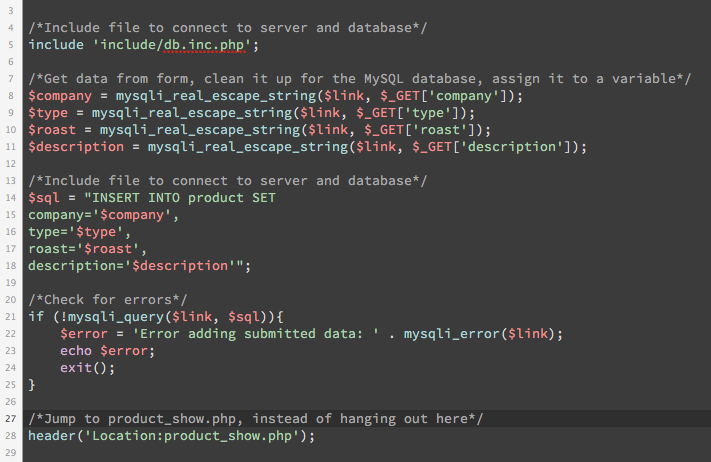 3
4 /*Include file to connect to server and database*/
5 include 'include/db.inc.php';
6
7 /*Get data from form, clean it up for the MySQL database, assign it to a variable*/
8 $company = mysqli_real_escape_string($link, $_GET['company']);
9 $type = mysqli_real_escape_string($link, $_GET['type']);
10 $roast = mysqli_real_escape_string($link, $_GET['roast']);
11 $description = mysqli_real_escape_string($link, $_GET['description']);
12
13 /*Include file to connect to server and database*/
14 $sql = "INSERT INTO product SET
15 company='$company',
16 type='$type',
17 roast='$roast',
18 description='$description'";
19
20 /*Check for errors*/
21 if (!mysqli_query($link, $sql)){
22     $error = 'Error adding submitted data: ' . mysqli_error($link);
23     echo $error;
24     exit();
25 }
26
27 /*Jump to product_show.php, instead of hanging out here*/
28 header('Location:product_show.php');
29